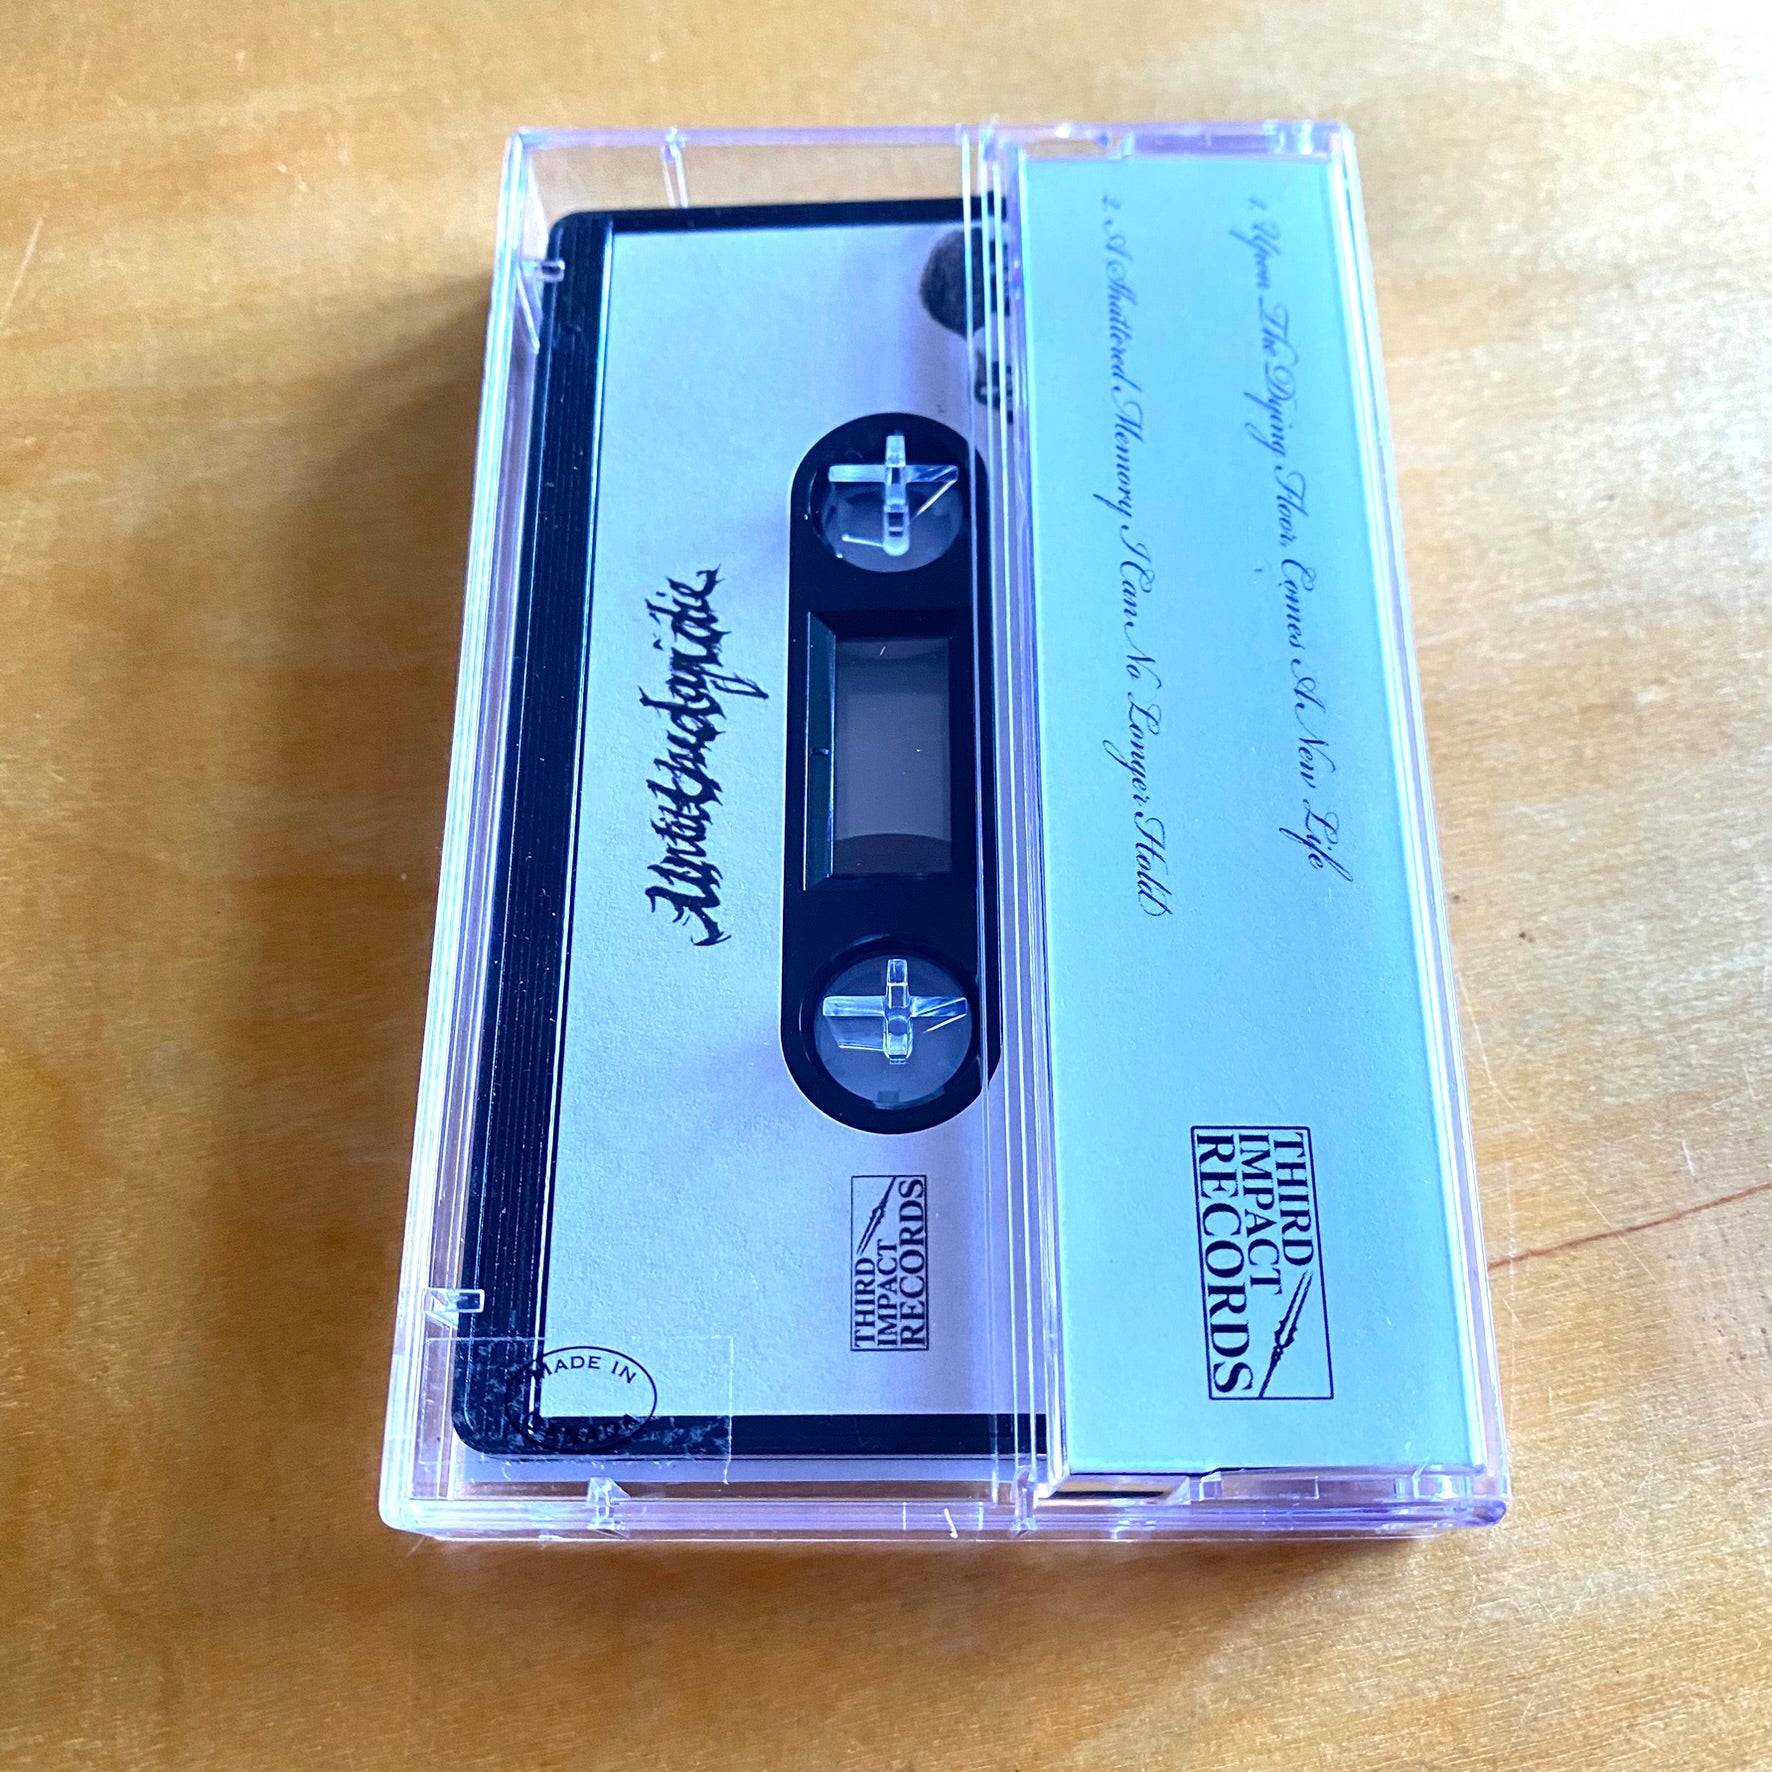 1. Upon The Dying Floor, Comes A New Life
2. A Shattered Memory I Can No Longer Hold
THIRD
IMPACT
RECORDS
THIRD
IMPACT
RECORDS
MADE IN
CANADA